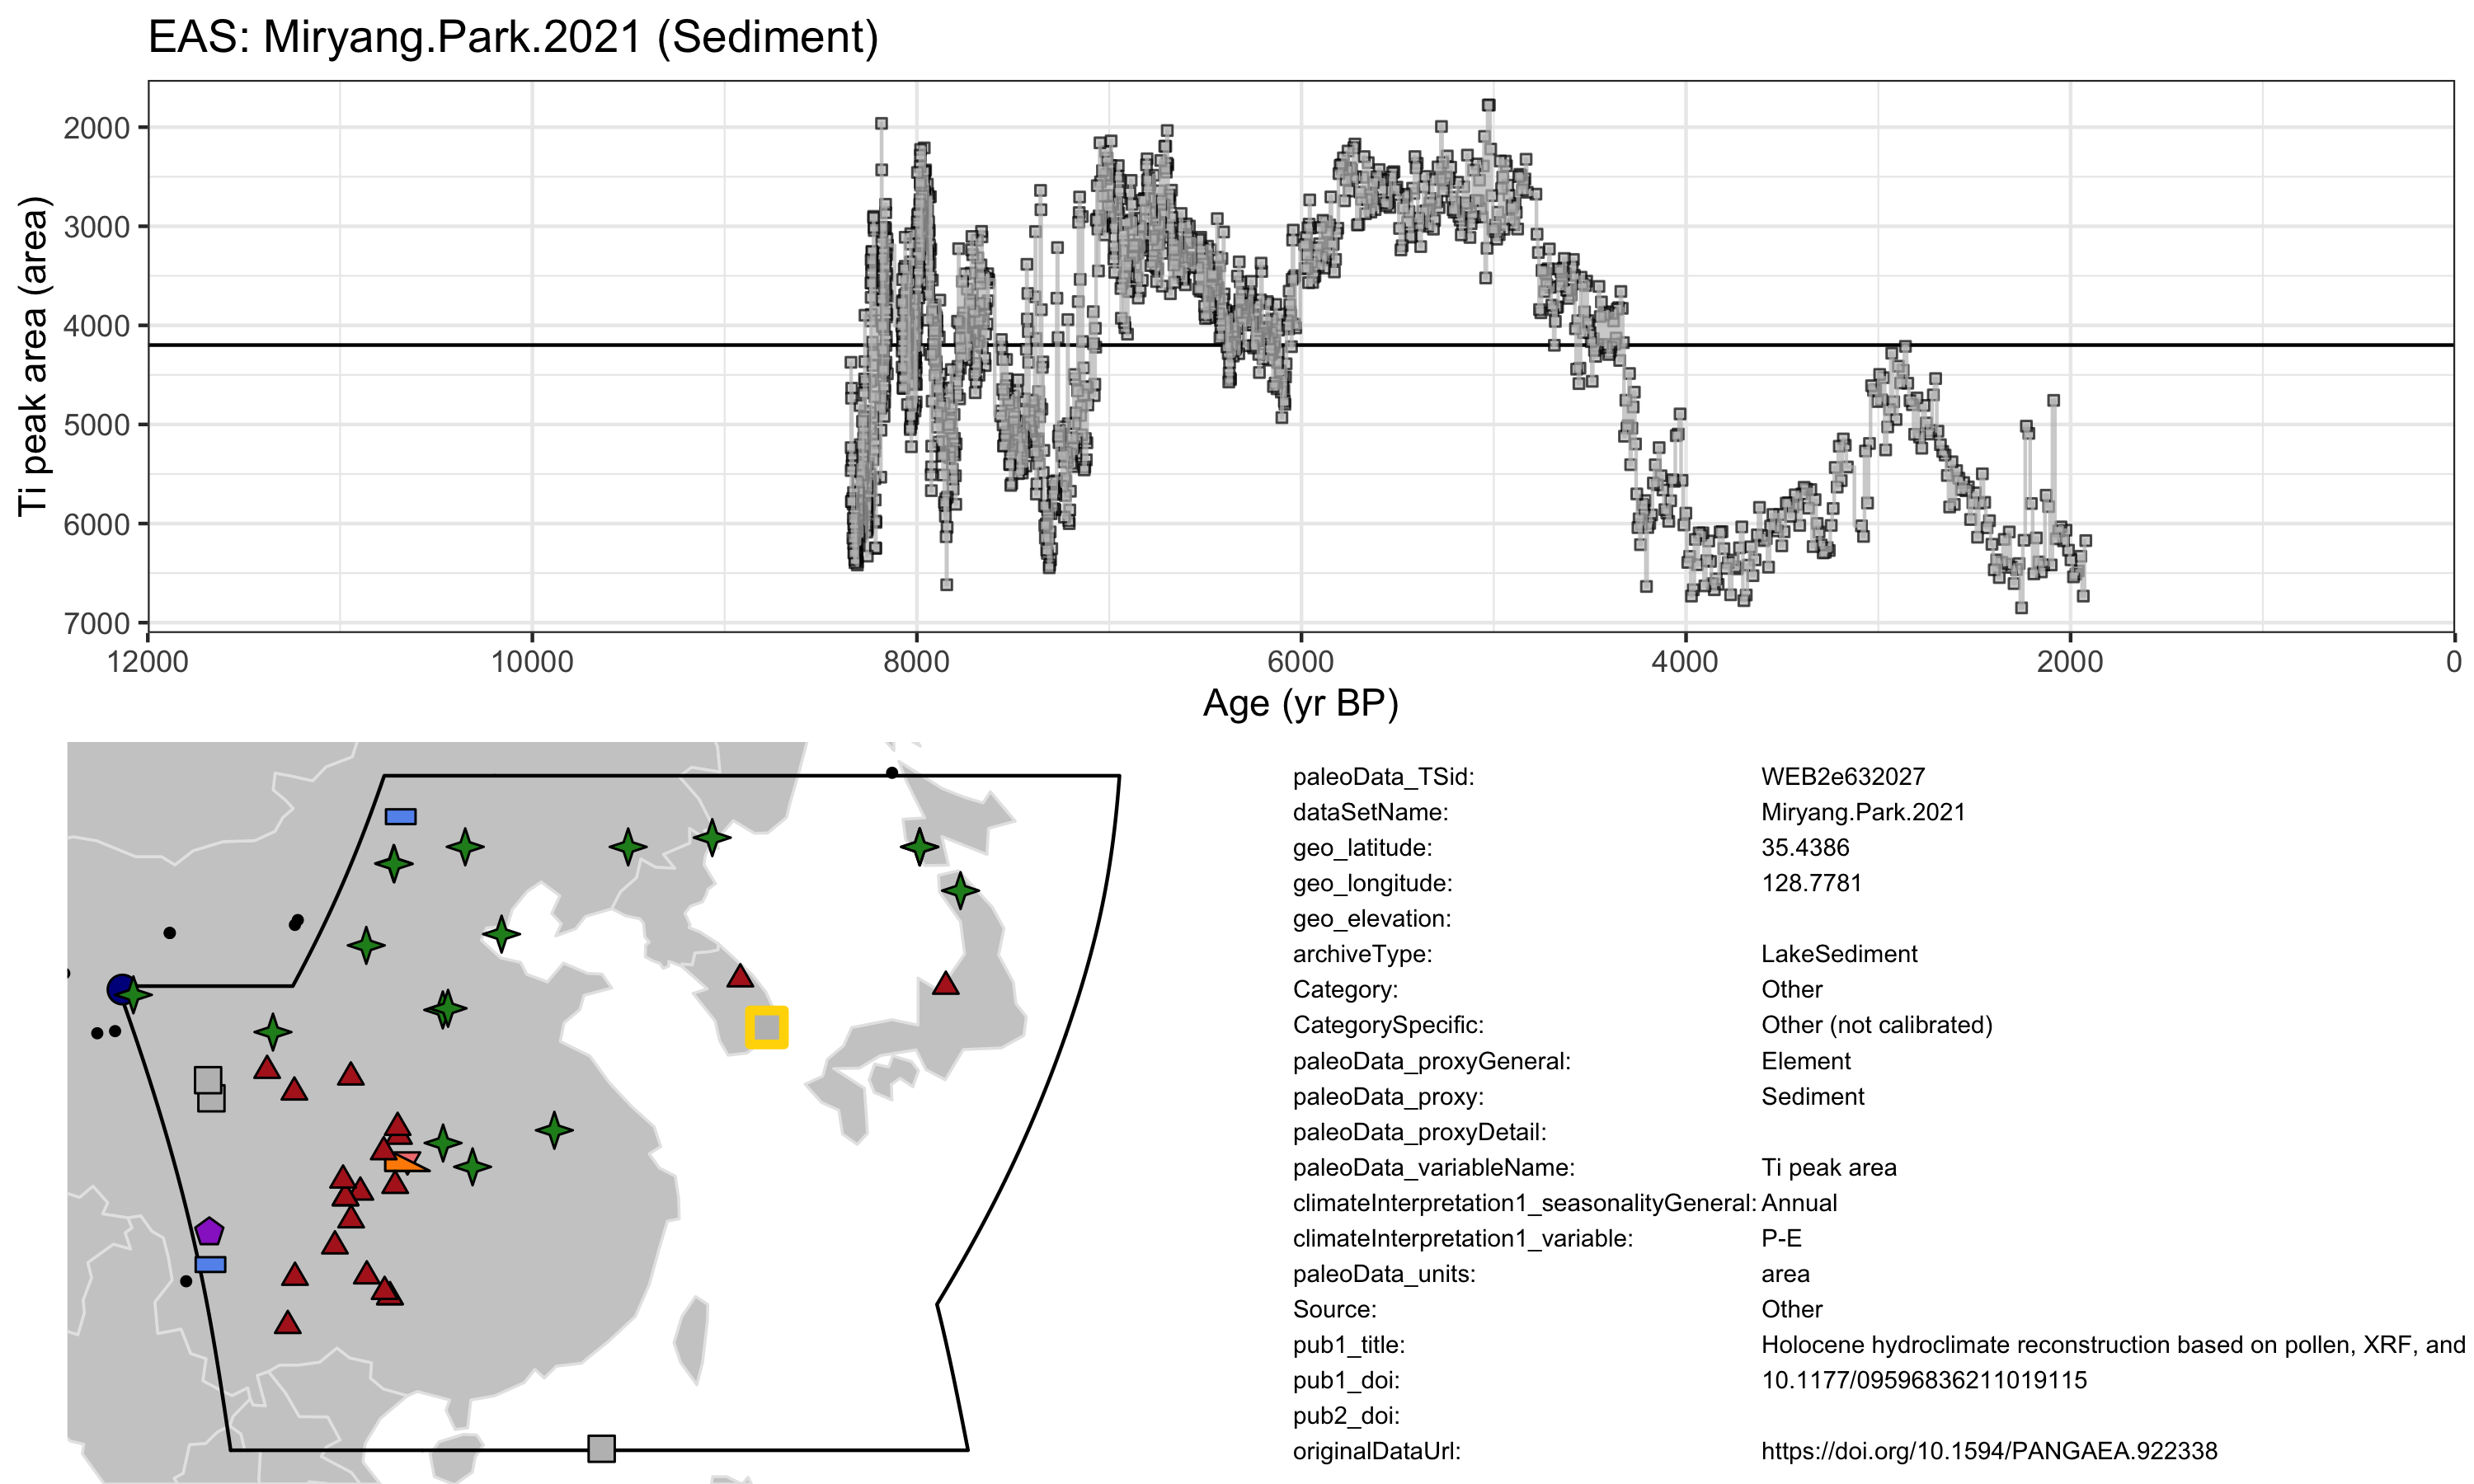 EAS: Miryang.Park.2021 (Sediment)
Ti peak area (area)
2000
3000
4000
5000
6000
7000
12000 10000 8000 6000 4000 2000 0
Age (yr BP)
paleoData_TSid: WEB2e632027
dataSetName: Miryang.Park.2021
geo_latitude: 35.4386
geo_longitude: 128.7781
geo_elevation:
archiveType: LakeSediment
Category: Other
CategorySpecific: Other (not calibrated)
paleoData_proxyGeneral: Element
paleoData_proxy: Sediment
paleoData_proxyDetail:
paleoData_variableName: Ti peak area
climateInterpretation1_seasonalityGeneral: Annual
climateInterpretation1_variable: P-E
paleoData_units: area
Source: Other
pub1_title: Holocene hydroclimate reconstruction based on pollen, XRF, and
pub1_doi: 10.1177/09596836211019115
pub2_doi:
originalDataUrl: https://doi.org/10.1594/PANGAEA.922338